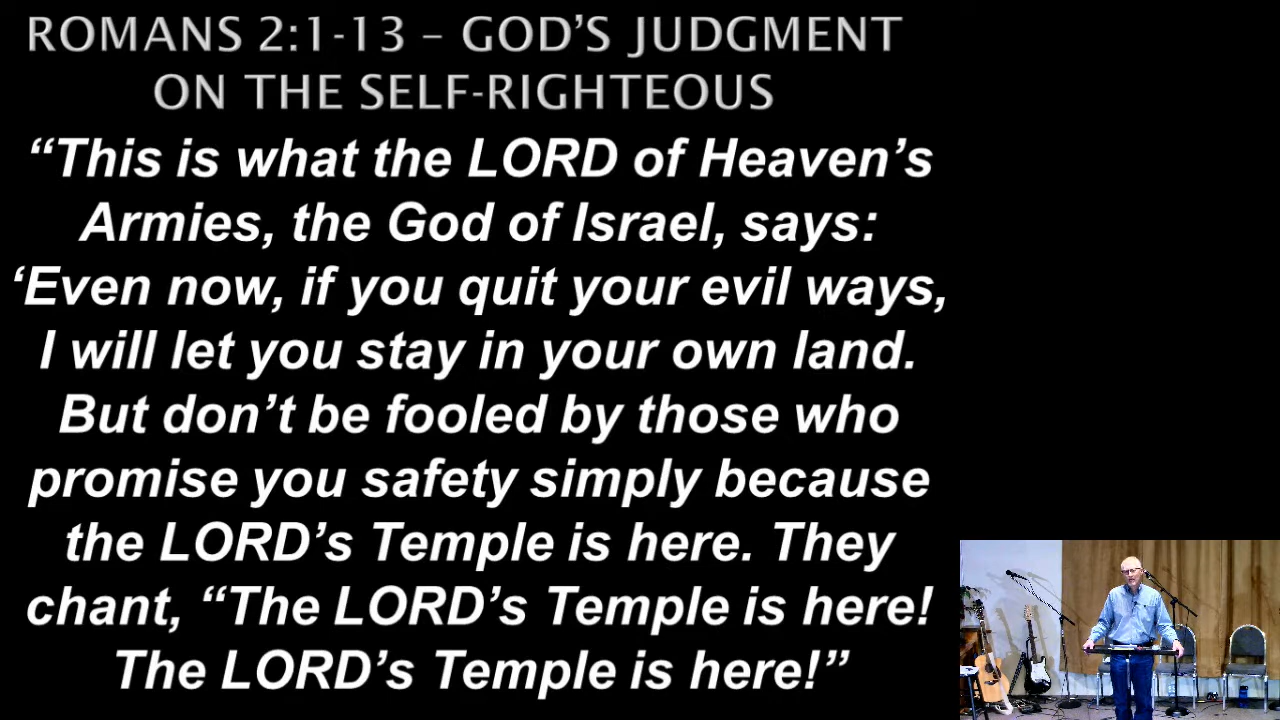 ROMANS 2:1-13 – GOD’S JUDGMENT
ON THE SELF-RIGHTEOUS
“This is what the LORD of Heaven’s
Armies, the God of Israel, says:
‘Even now, if you quit your evil ways,
I will let you stay in your own land.
But don’t be fooled by those who
promise you safety simply because
the LORD’s Temple is here. They
chant, “The LORD’s Temple is here!
The LORD’s Temple is here!”